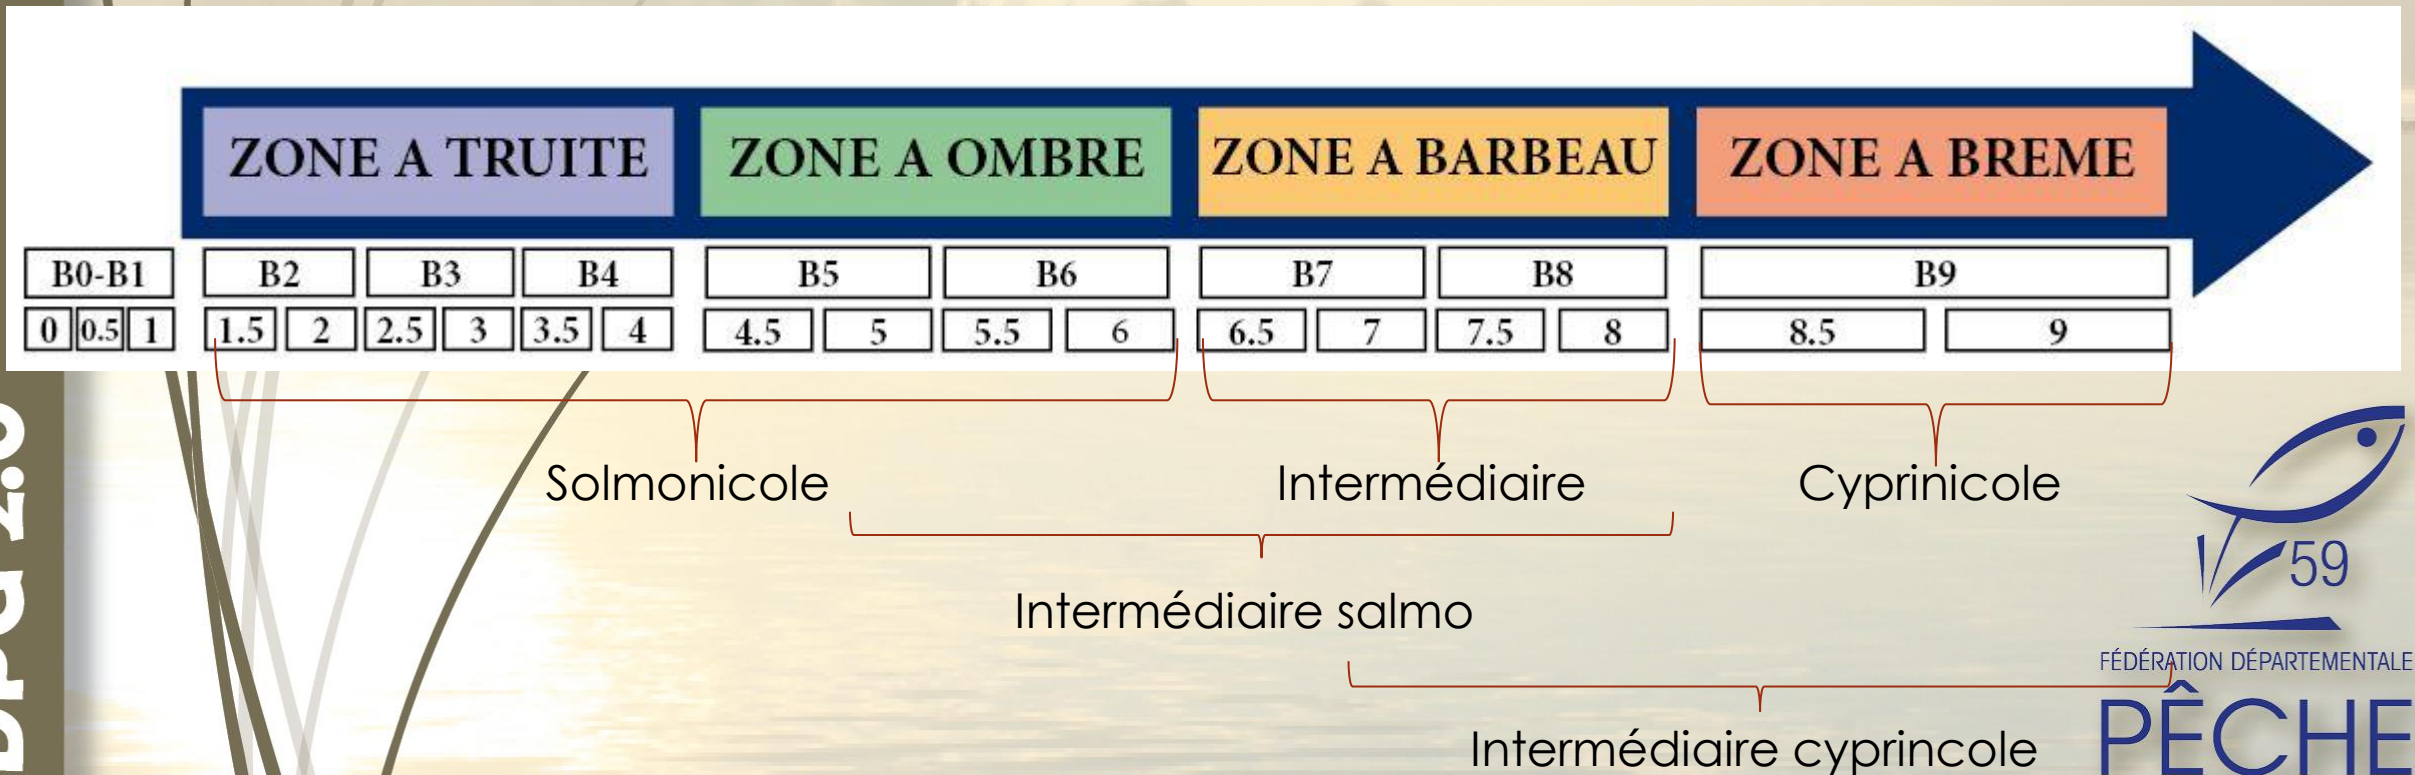 ZONE A TRUITE ZONE A OMBRE ZONE A BARBEAU ZONE A BREME
B0-B1 B2 B3 B4 B5 B6 B7 B8 B9
0 0.5 1 1.5 2 2.5 3 3.5 4 4.5 5 5.5 6 6.5 7 7.5 8 8.5 9
Solmonicole Intermédiaire Cyprinicole
Intermédiaire salmo
Intermédiaire cyprincole
59
FÉDÉRATION DÉPARTEMENTALE
PÊCHE